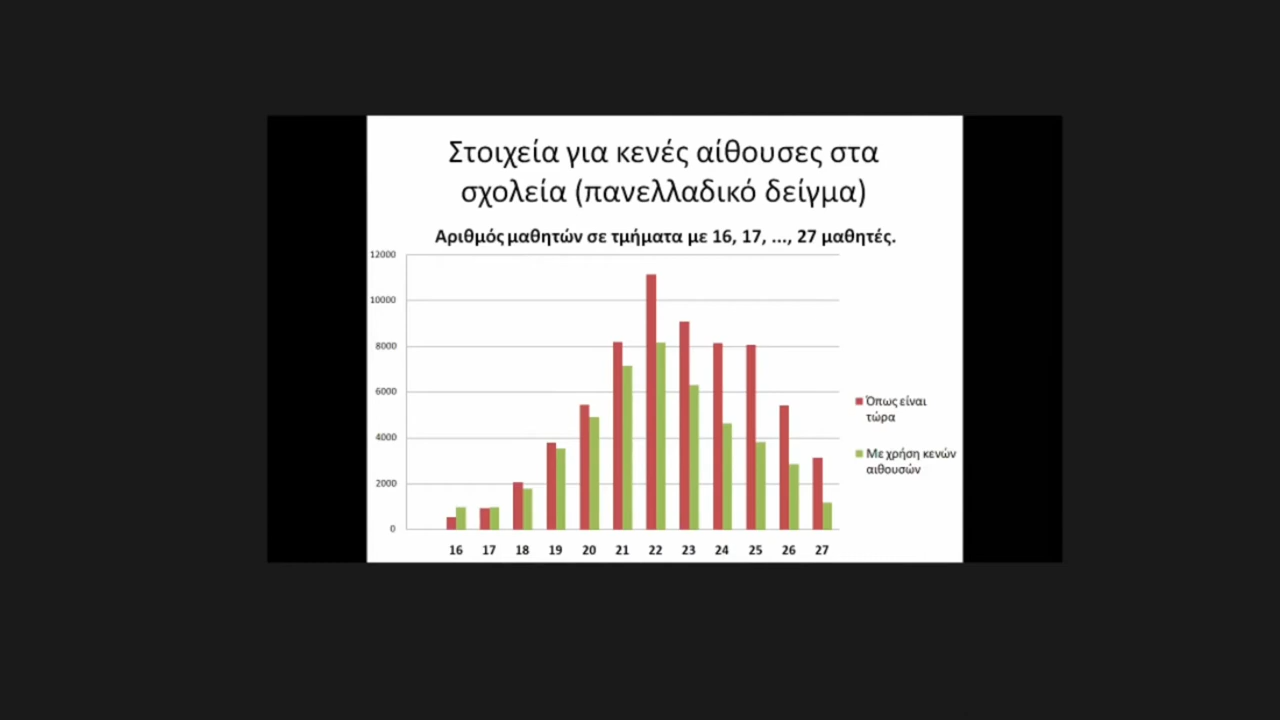 Στοιχεία για κενές αίθουσες στα
σχολεία (πανελλαδικό δείγμα)
Αριθμός μαθητών σε τμήματα με 16, 17, ..., 27 μαθητές.
12000
10000
8000
6000
4000
2000
0
16 17 18 19 20 21 22 23 24 25 26 27
Όπως είναι
τώρα
Με χρήση κενών
αιθουσών